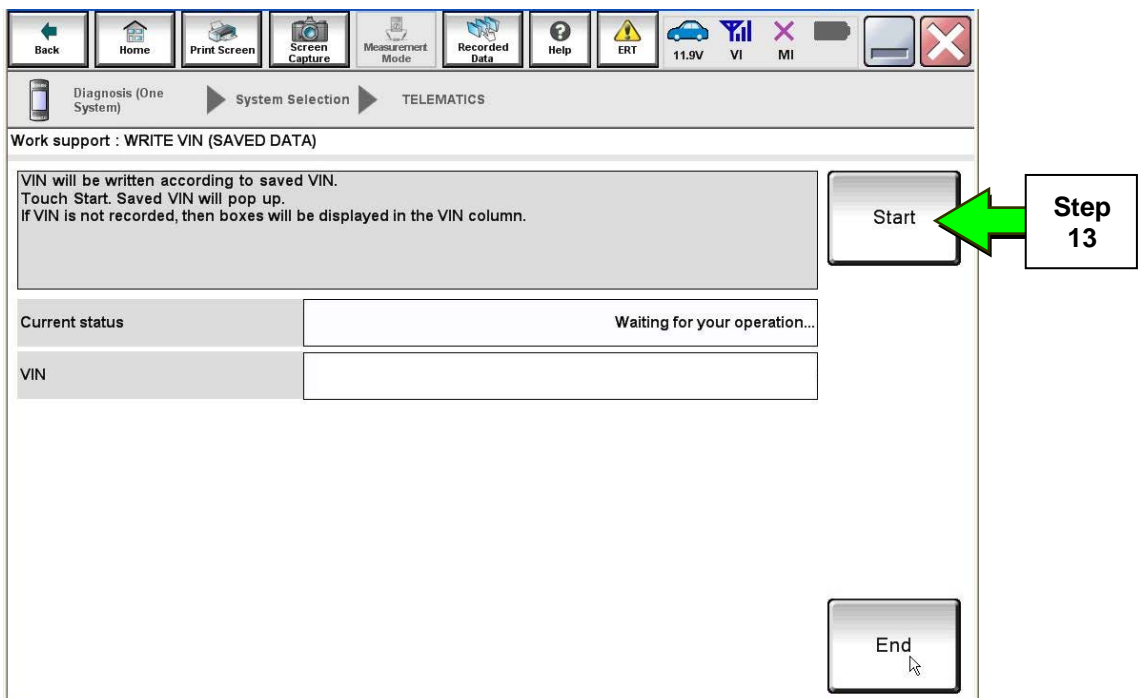 Back
Home
Print Screen
Screen
Capture
Measurement
Mode
Recorded
Data
Help
ERT
11.9V
VI
MI
Diagnosis (One
System)
System Selection
TELEMATICS
Work support : WRITE VIN (SAVED DATA)
VIN will be written according to saved VIN.
Touch Start. Saved VIN will pop up.
If VIN is not recorded, then boxes will be displayed in the VIN column.
Start
Step
13
Current status
Waiting for your operation...
VIN
End